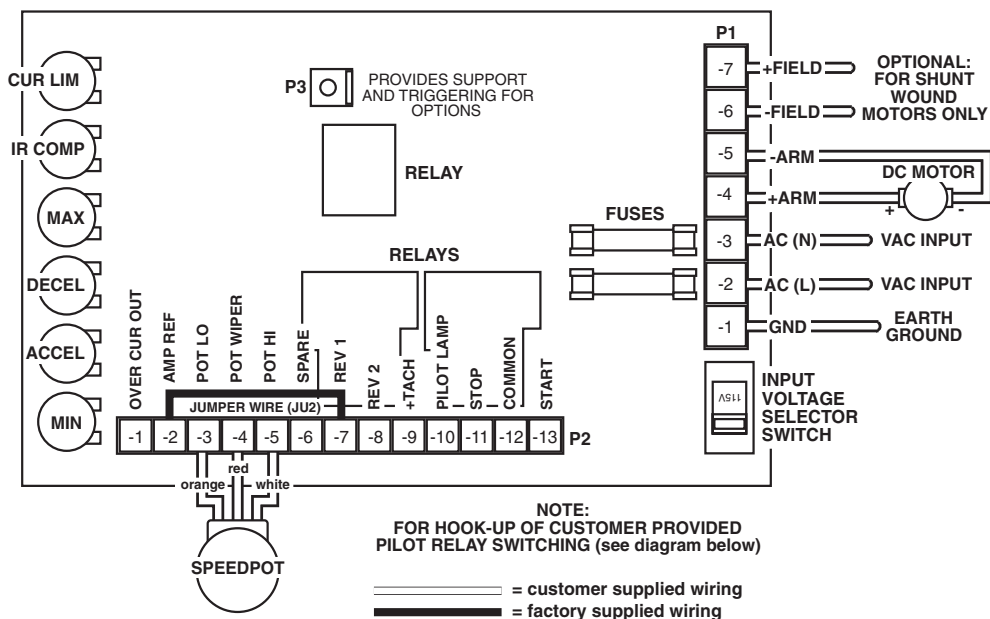 CUR LIM
IR COMP
MAX
DECEL
ACCEL
MIN
P3
PROVIDES SUPPORT
AND TRIGGERING FOR
OPTIONS
RELAY
FUSES
RELAYS
P1
-7
+FIELD
-6
-FIELD
OPTIONAL:
FOR SHUNT
WOUND
MOTORS ONLY
-5
-ARM
DC MOTOR
-4
+ARM
+
-
-3
AC (N)
VAC INPUT
-2
AC (L)
VAC INPUT
-1
GND
EARTH
GROUND
115V
INPUT
VOLTAGE
SELECTOR
SWITCH
OVER CUR OUT
AMP REF
POT LO
POT WIPER
POT HI
SPARE
REV 1
REV 2
+TACH
PILOT LAMP
STOP
COMMON
START
JUMPER WIRE (JU2)
-1 -2 -3 -4 -5 -6 -7 -8 -9 -10 -11 -12 -13
P2
orange
red
white
SPEEDPOT
NOTE:
FOR HOOK-UP OF CUSTOMER PROVIDED
PILOT RELAY SWITCHING (see diagram below)
= customer supplied wiring
= factory supplied wiring